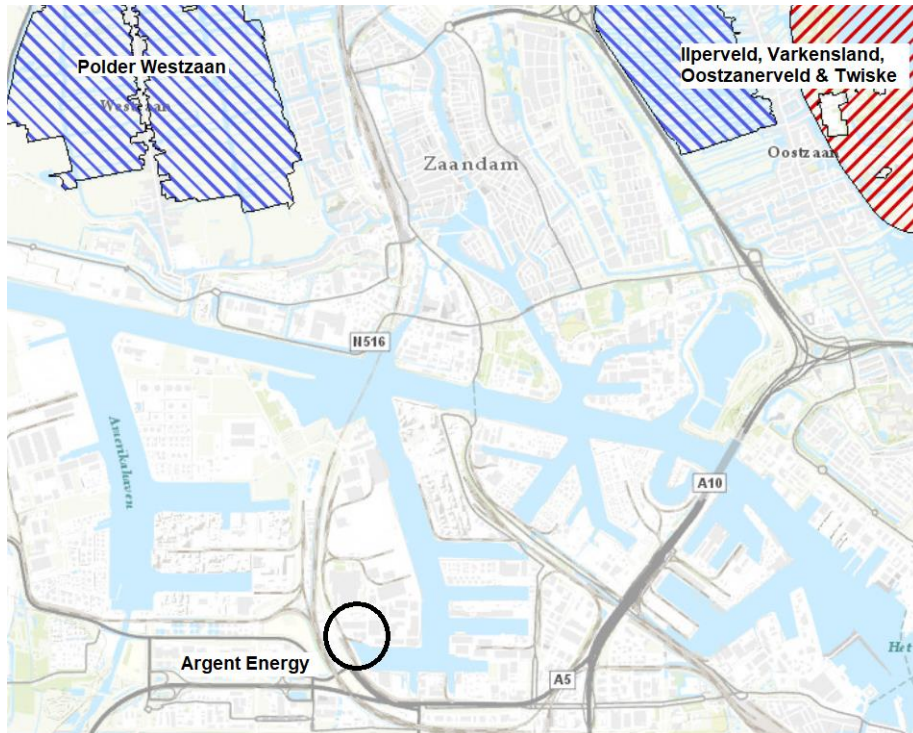 Polder Westzaan
Westzaan
Ilperveld, Varkensland,
Oostzanerveld & Twiske
Zaandam
Oostzaan
N516
Amerikahaven
A10
Het
Argent Energy
A5